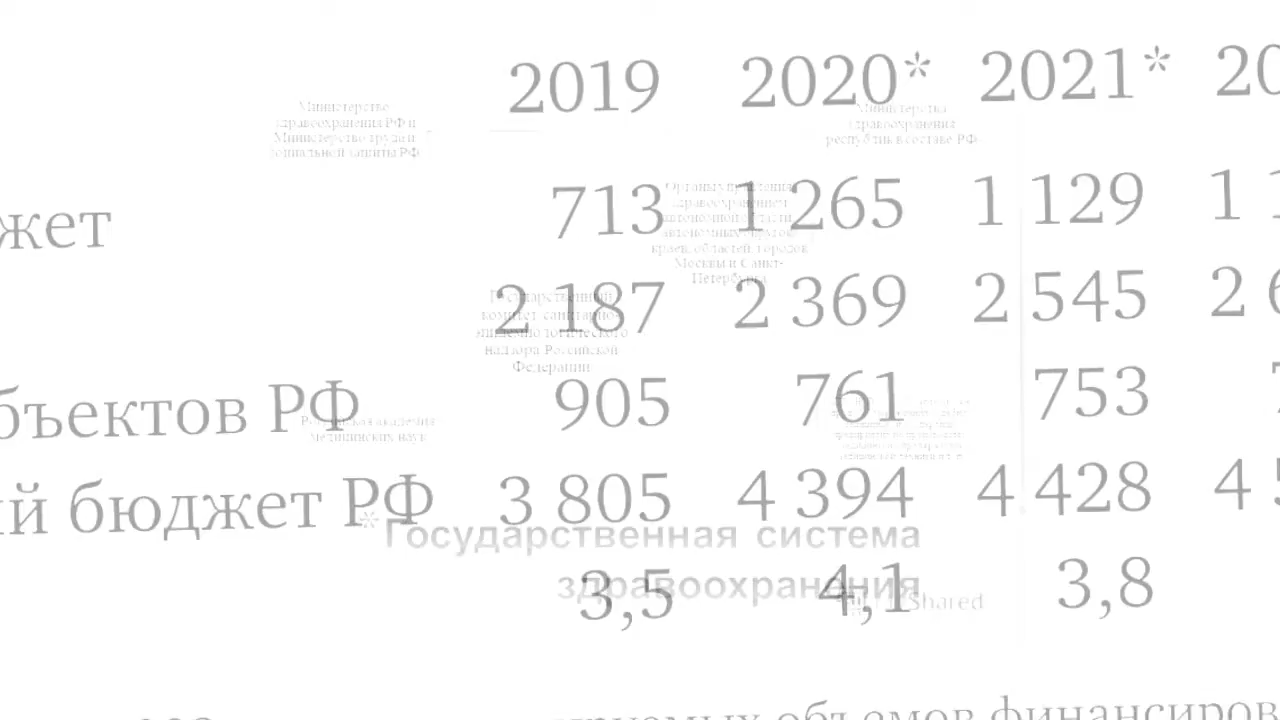 2019 2020* 2021* 20
Министерство
здравоохранения РФ и
Министерство труда и
социальной защиты РФ
Министерства
здравоохранения
республик в составе РФ
жет 713 1 265 1 129 1 1
Органы управления
здравоохранением
автономной области,
автономных округов,
краев, областей, городов
Москвы и Санкт-
Петербурга
2 187 2 369 2 545 2 6
Государственный
комитет санитарно-
эпидемиологического
надзора Российской
Федерации
бъектов РФ 905 761 753 7
Российская академия
медицинских наук
ий бюджет РФ 3 805 4 394 4 428 4 5
* Государственная система
здравоохранения
3,5 4,1 3,8
Shared
объемов финансиров